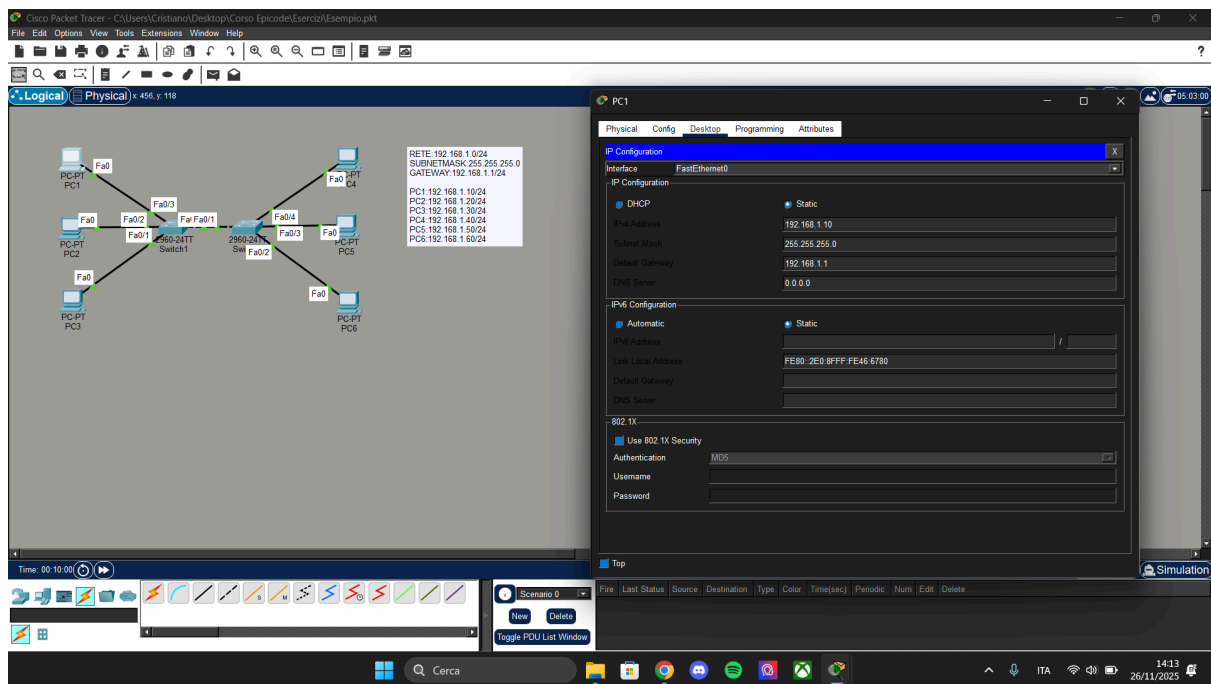 Cisco Packet Tracer - C:\Users\Cristiano\Desktop\Corso Epicode\Esercizi\Esempio.pkt
File Edit Options View Tools Extensions Window Help
?
Logical Physical x: 456, y: 118
05:03:00
Fa0
PC-PT
PC1
Fa0
PC-PT
PC2
Fa0
PC-PT
PC3
Fa0/3
Fa0/2
Fa0/1
Fa0/1
2960-24TT
Switch1
2960-24TT
Fa0/4
Fa0/3
Fa0/2
Fa0
C4
Fa0
PC-PT
PC5
Fa0
PC-PT
PC6
RETE:192.168.1.0/24
SUBNETMASK:255.255.255.0
GATEWAY:192.168.1.1/24
PC1:192.168.1.10/24
PC2:192.168.1.20/24
PC3:192.168.1.30/24
PC4:192.168.1.40/24
PC5:192.168.1.50/24
PC6:192.168.1.60/24
PC1
Physical Config Desktop Programming Attributes
IP Configuration X
Interface FastEthernet0
IP Configuration
DHCP Static
IPv4 Address 192.168.1.10
Subnet Mask 255.255.255.0
Default Gateway 192.168.1.1
DNS Server 0.0.0.0
IPv6 Configuration
Automatic Static
IPv6 Address /
Link Local Address FE80::2E0:8FFF:FE46:6780
Default Gateway
DNS Server
802.1X
Use 802.1X Security
Authentication MD5
Username
Password
Top
Time: 00:10:00
Simulation
Scenario 0
New Delete
Toggle PDU List Window
Fire Last Status Source Destination Type Color Time(sec) Periodic Num Edit Delete
Cerca
ITA
14:13
26/11/2025